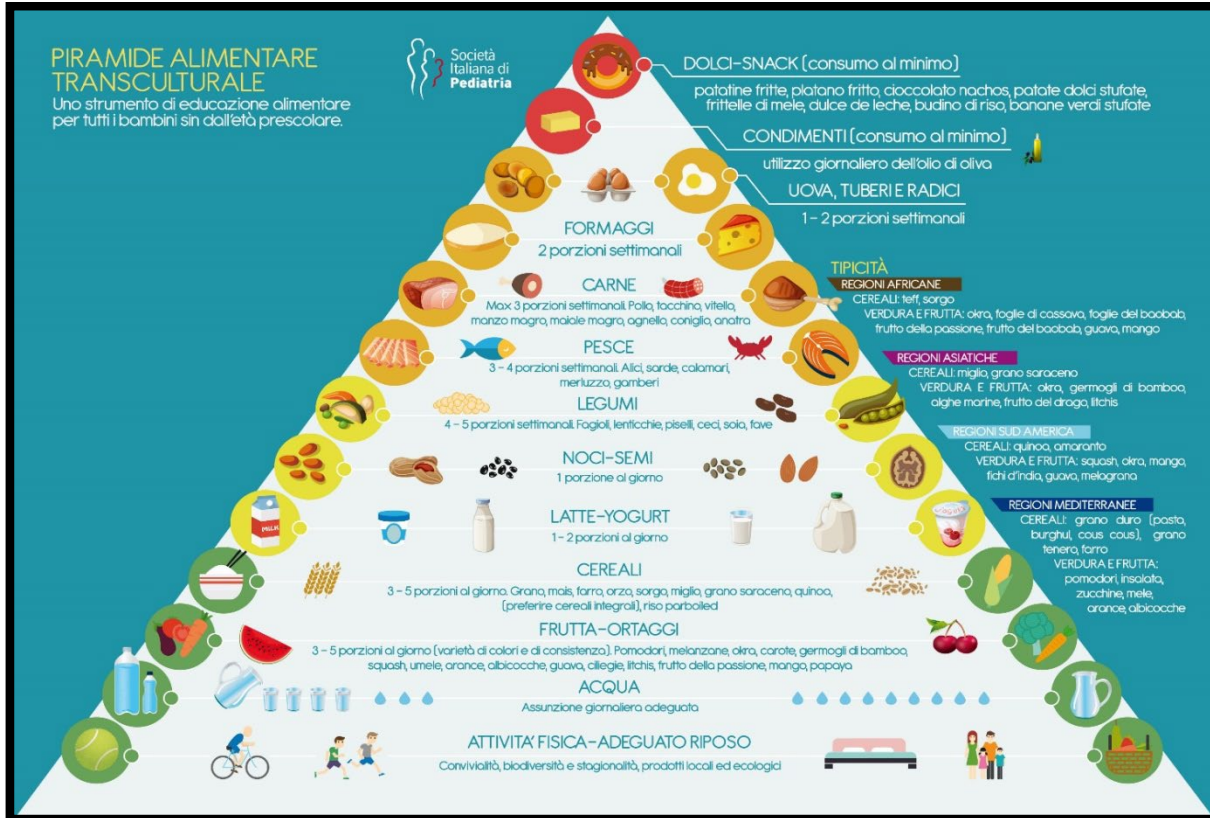 PIRAMIDE ALIMENTARE
TRANSCULTURALE
Uno strumento di educazione alimentare
per tutti i bambini sin dall'età prescolare.
Società
Italiana di
Pediatria
DOLCI-SNACK (consumo al minimo)
patatine fritte, platano fritto, cioccolato nachos, patate dolci stufate,
frittelle di mele, dulce de leche, budino di riso, banane verdi stufate
CONDIMENTI (consumo al minimo)
utilizzo giornaliero dell'olio di oliva
UOVA, TUBERI E RADICI
1 - 2 porzioni settimanali
FORMAGGI
2 porzioni settimanali
CARNE
Max 3 porzioni settimanali. Pollo, tacchino, vitello,
manzo magro, maiale magro, agnello, coniglio, anatra
PESCE
3 - 4 porzioni settimanali. Alici, sarde, calamari,
merluzzo, gamberi
LEGUMI
4 - 5 porzioni settimanali. Fagioli, lenticchie, piselli, ceci, soia, fave
NOCI-SEMI
1 porzione al giorno
LATTE-YOGURT
1 - 2 porzioni al giorno
MILK
CEREALI
3 - 5 porzioni al giorno. Grano, mais, farro, orzo, sorgo, miglio, grano saraceno, quinoa,
(preferire cereali integrali), riso parboiled
FRUTTA-ORTAGGI
3 - 5 porzioni al giorno (varietà di colori e di consistenza). Pomodori, melanzane, okra, carote, germogli di bamboo,
squash, umele, arance, albicocche, guava, ciliegie, litchis, frutto della passione, mango, papaya
ACQUA
Assunzione giornaliera adeguata
ATTIVITA' FISICA-ADEGUATO RIPOSO
Convivialità, biodiversità e stagionalità, prodotti locali ed ecologici
TIPICITÀ
REGIONI AFRICANE
CEREALI: teff, sorgo
VERDURA E FRUTTA: okra, foglie di cassava, foglie del baobab,
frutto della passione, frutto del baobab, guava, mango
REGIONI ASIATICHE
CEREALI: miglio, grano saraceno
VERDURA E FRUTTA: okra, germogli di bamboo,
alghe marine, frutto del drago, litchis
REGIONI SUD AMERICA
CEREALI: quinoa, amaranto
VERDURA E FRUTTA: squash, okra, mango,
fichi d'india, guava, melagrana
REGIONI MEDITERRANEE
CEREALI: grano duro (pasta,
burghul, cous cous), grano
tenero, farro
VERDURA E FRUTTA:
pomodori, insalata,
zucchine, mele,
arance, albicocche